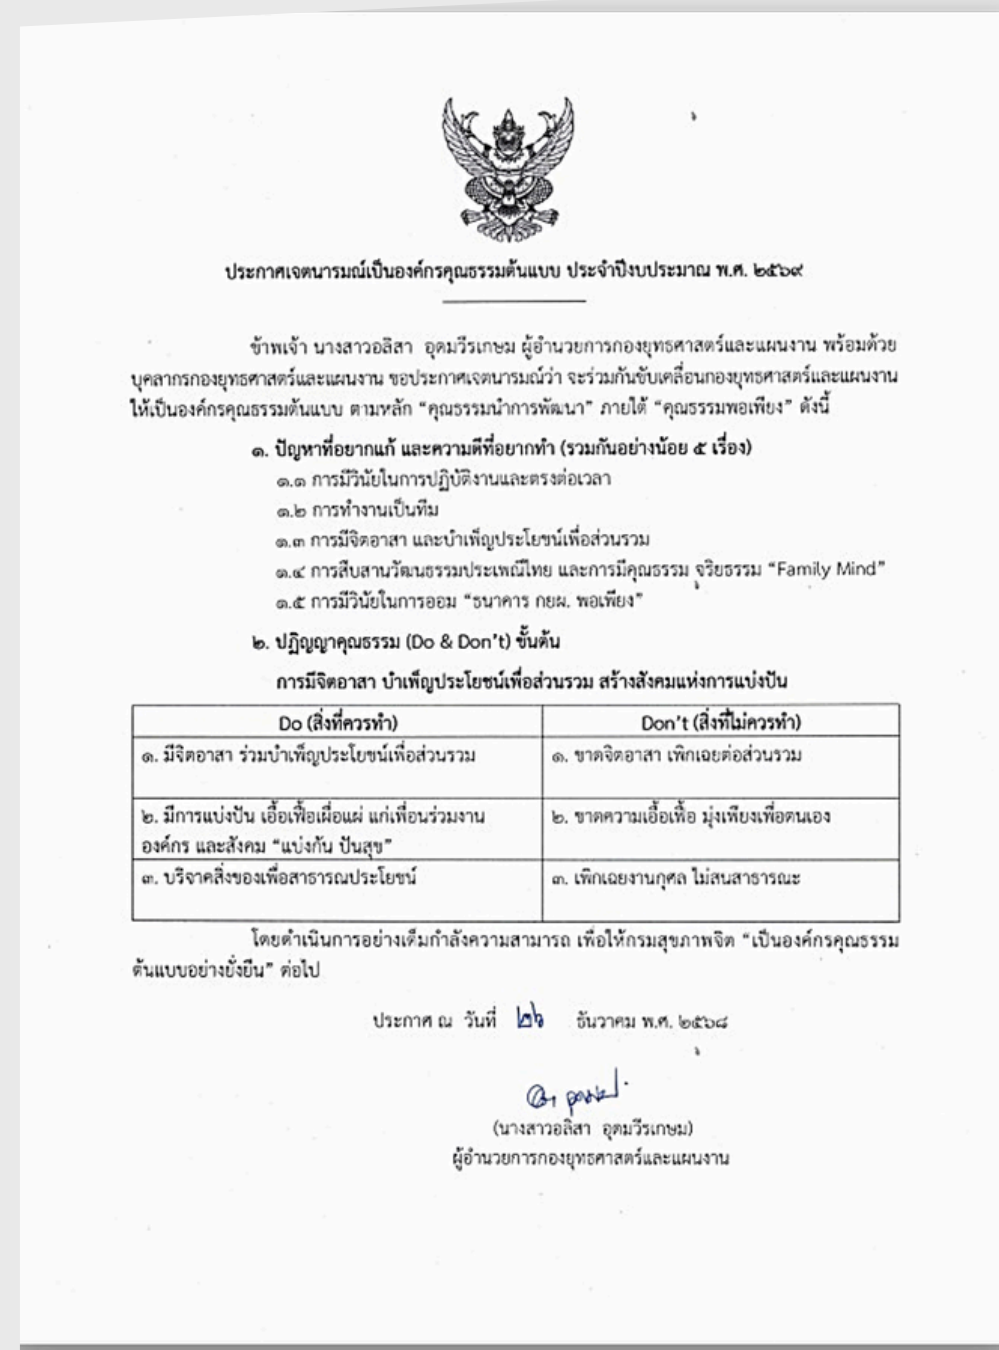 ประกาศเจตนารมณ์เป็นองค์กรคุณธรรมต้นแบบ ประจำปีงบประมาณ พ.ศ. ๒๕๖๙
ข้าพเจ้า นางสาวอลิสา อุดมวีรเกษม ผู้อำนวยการกองยุทธศาสตร์และแผนงาน พร้อมด้วย
บุคลากรกองยุทธศาสตร์และแผนงาน ขอประกาศเจตนารมณ์ว่า จะร่วมกันขับเคลื่อนกองยุทธศาสตร์และแผนงาน
ให้เป็นองค์กรคุณธรรมต้นแบบ ตามหลัก “คุณธรรมนำการพัฒนา” ภายใต้ “คุณธรรมพอเพียง” ดังนี้
๑. ปัญหาที่อยากแก้ และความดีที่อยากทำ (รวมกันอย่างน้อย ๕ เรื่อง)
๑.๑ การมีวินัยในการปฏิบัติงานและตรงต่อเวลา
๑.๒ การทำงานเป็นทีม
๑.๓ การมีจิตอาสา และบำเพ็ญประโยชน์เพื่อส่วนรวม
๑.๔ การสืบสานวัฒนธรรมประเพณีไทย และการมีคุณธรรม จริยธรรม “Family Mind”
๑.๕ การมีวินัยในการออม “ธนาคาร กยผ. พอเพียง”
๒. ปฏิญญาคุณธรรม (Do & Don’t) ขั้นต้น
การมีจิตอาสา บำเพ็ญประโยชน์เพื่อส่วนรวม สร้างสังคมแห่งการแบ่งปัน
Do (สิ่งที่ควรทำ) Don’t (สิ่งที่ไม่ควรทำ)
๑. มีจิตอาสา ร่วมบำเพ็ญประโยชน์เพื่อส่วนรวม ๑. ขาดจิตอาสา เพิกเฉยต่อส่วนรวม
๒. มีการแบ่งปัน เอื้อเฟื้อเผื่อแผ่ แก่เพื่อนร่วมงาน ๒. ขาดความเอื้อเฟื้อ มุ่งเพียงเพื่อตนเอง
องค์กร และสังคม “แบ่งกัน ปันสุข”
๓. บริจาคสิ่งของเพื่อสาธารณประโยชน์ ๓. เพิกเฉยงานกุศล ไม่สนสาธารณะ
โดยดำเนินการอย่างเต็มกำลังความสามารถ เพื่อให้กรมสุขภาพจิต “เป็นองค์กรคุณธรรม
ต้นแบบอย่างยั่งยืน” ต่อไป
ประกาศ ณ วันที่ ๒๖ ธันวาคม พ.ศ. ๒๕๖๘
(นางสาวอลิสา อุดมวีรเกษม)
ผู้อำนวยการกองยุทธศาสตร์และแผนงาน